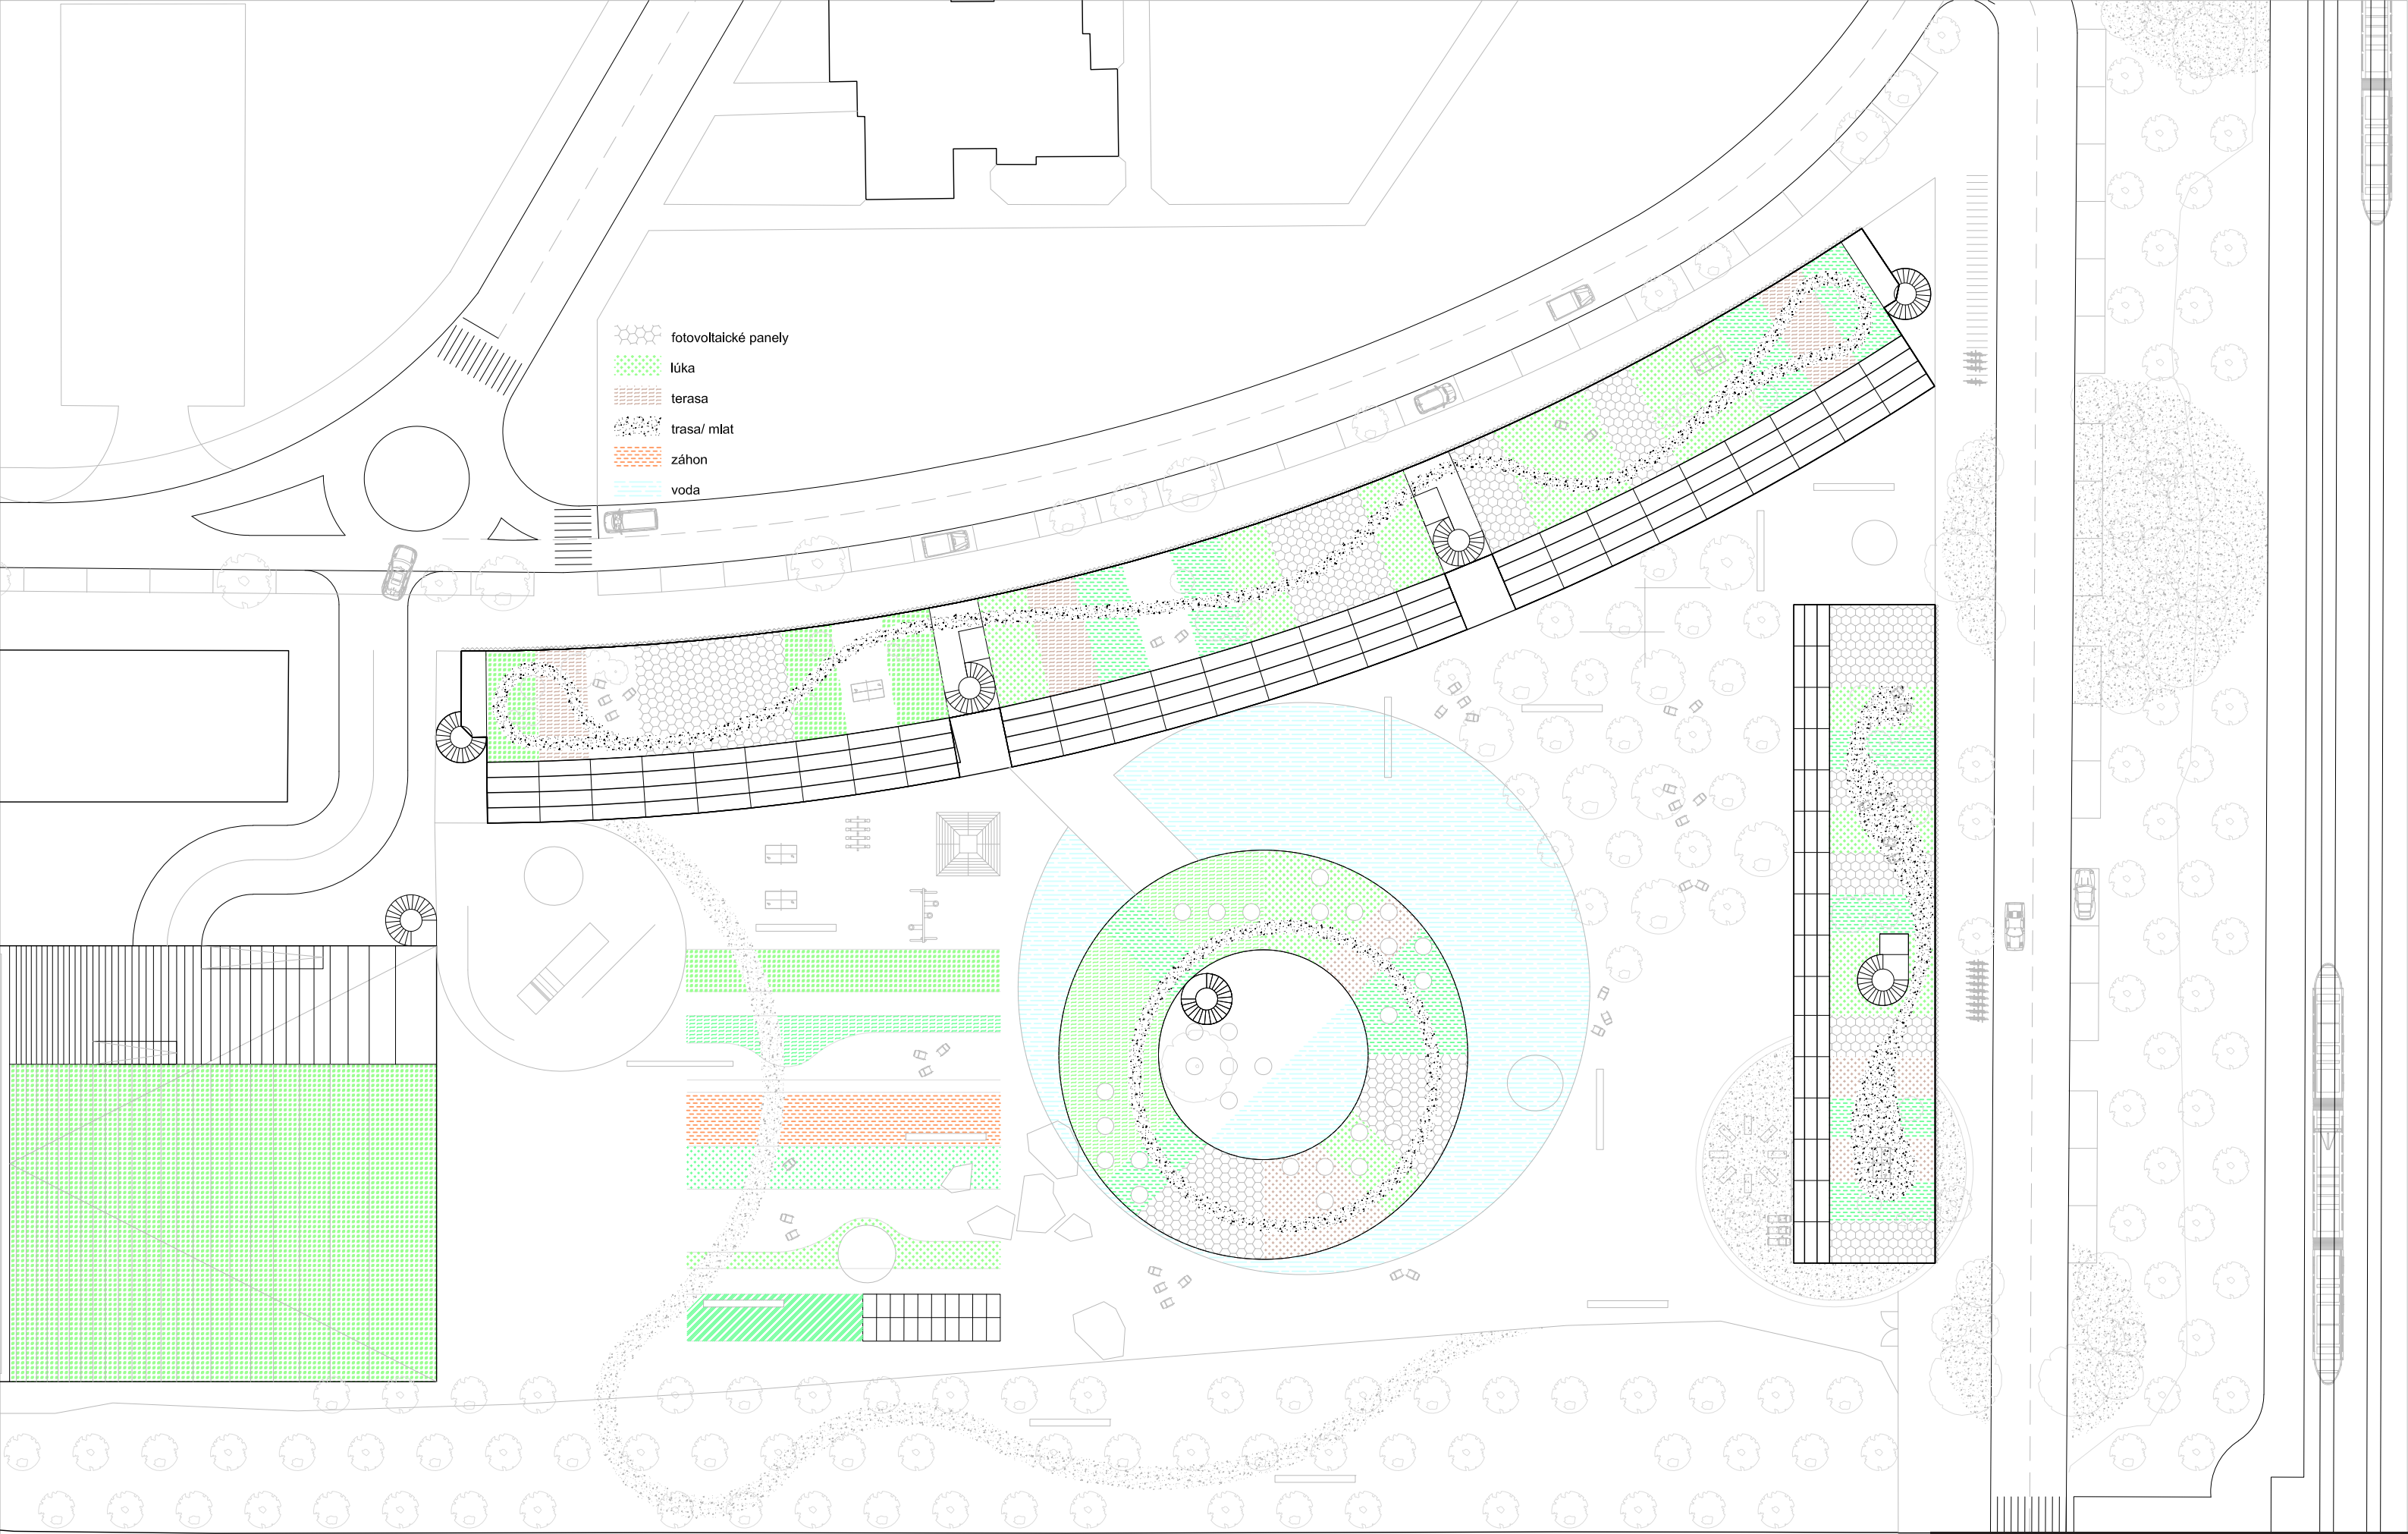 fotovoltaické panely
lúka
terasa
trasa/ mlat
záhon
voda